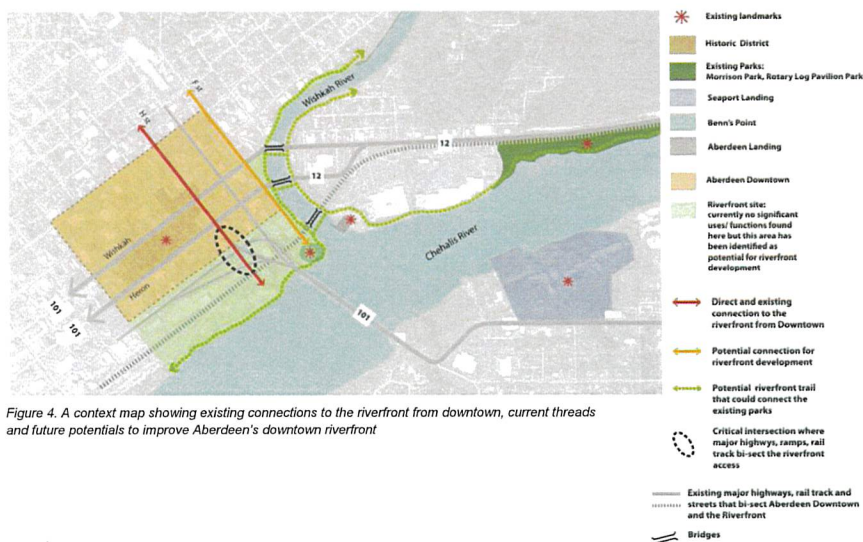 F st
H st
Wishkah River
12
12
Chehalis River
Wishkah
Heron
101
101
101
Existing landmarks
Historic District
Existing Parks:
Morrison Park, Rotary Log Pavilion Park
Seaport Landing
Benn's Point
Aberdeen Landing
Aberdeen Downtown
Riverfront site:
currently no significant
uses/ functions found
here but this area has
been identified as
potential for riverfront
development
Direct and existing
connection to the
riverfront from Downtown
Potential connection for
riverfront development
Potential riverfront trail
that could connect the
existing parks
Critical intersection where
major highwys, ramps, rail
track bi-sect the riverfront
access
Existing major highways, rail track and
streets that bi-sect Aberdeen Downtown
and the Riverfront
Bridges
Figure 4. A context map showing existing connections to the riverfront from downtown, current threads
and future potentials to improve Aberdeen's downtown riverfront